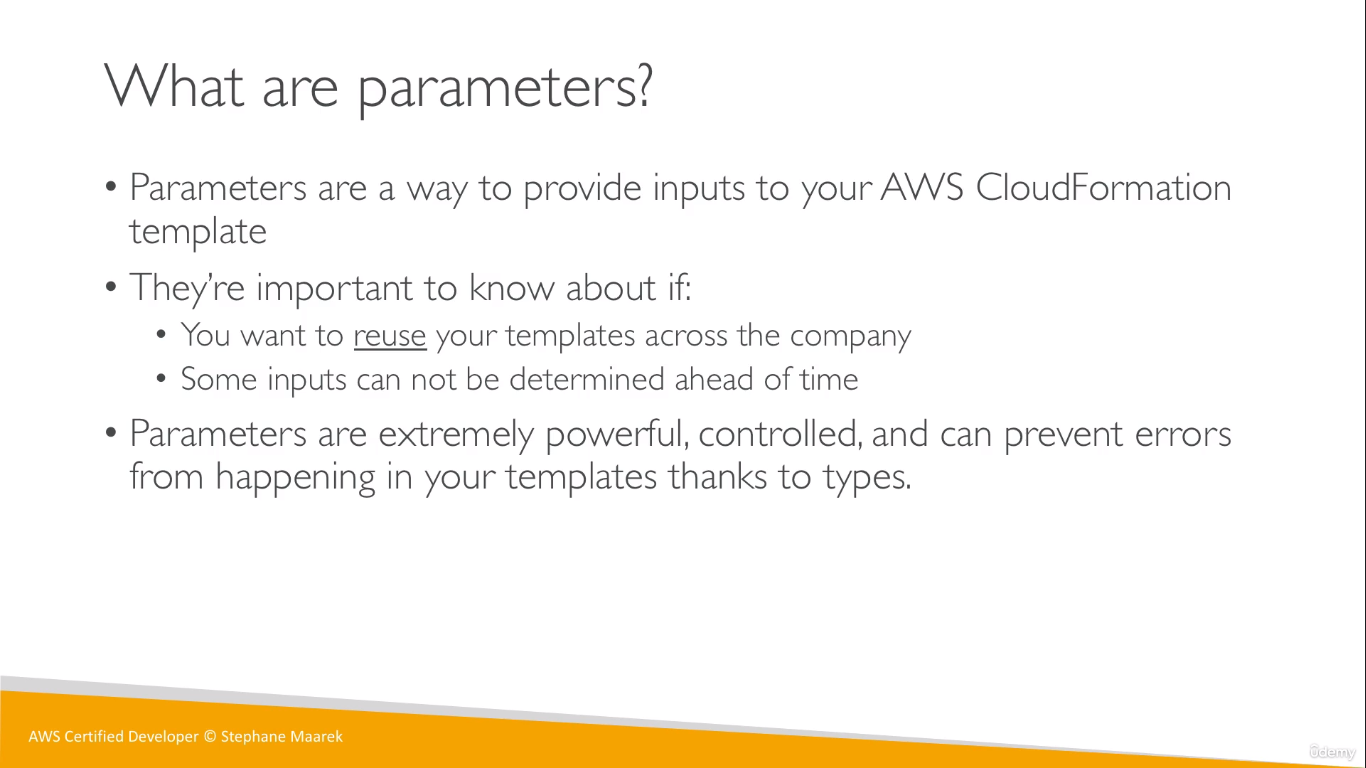 What are parameters?
• Parameters are a way to provide inputs to your AWS CloudFormation
template
• They’re important to know about if:
• You want to reuse your templates across the company
• Some inputs can not be determined ahead of time
• Parameters are extremely powerful, controlled, and can prevent errors
from happening in your templates thanks to types.
AWS Certified Developer © Stephane Maarek
ûdemy